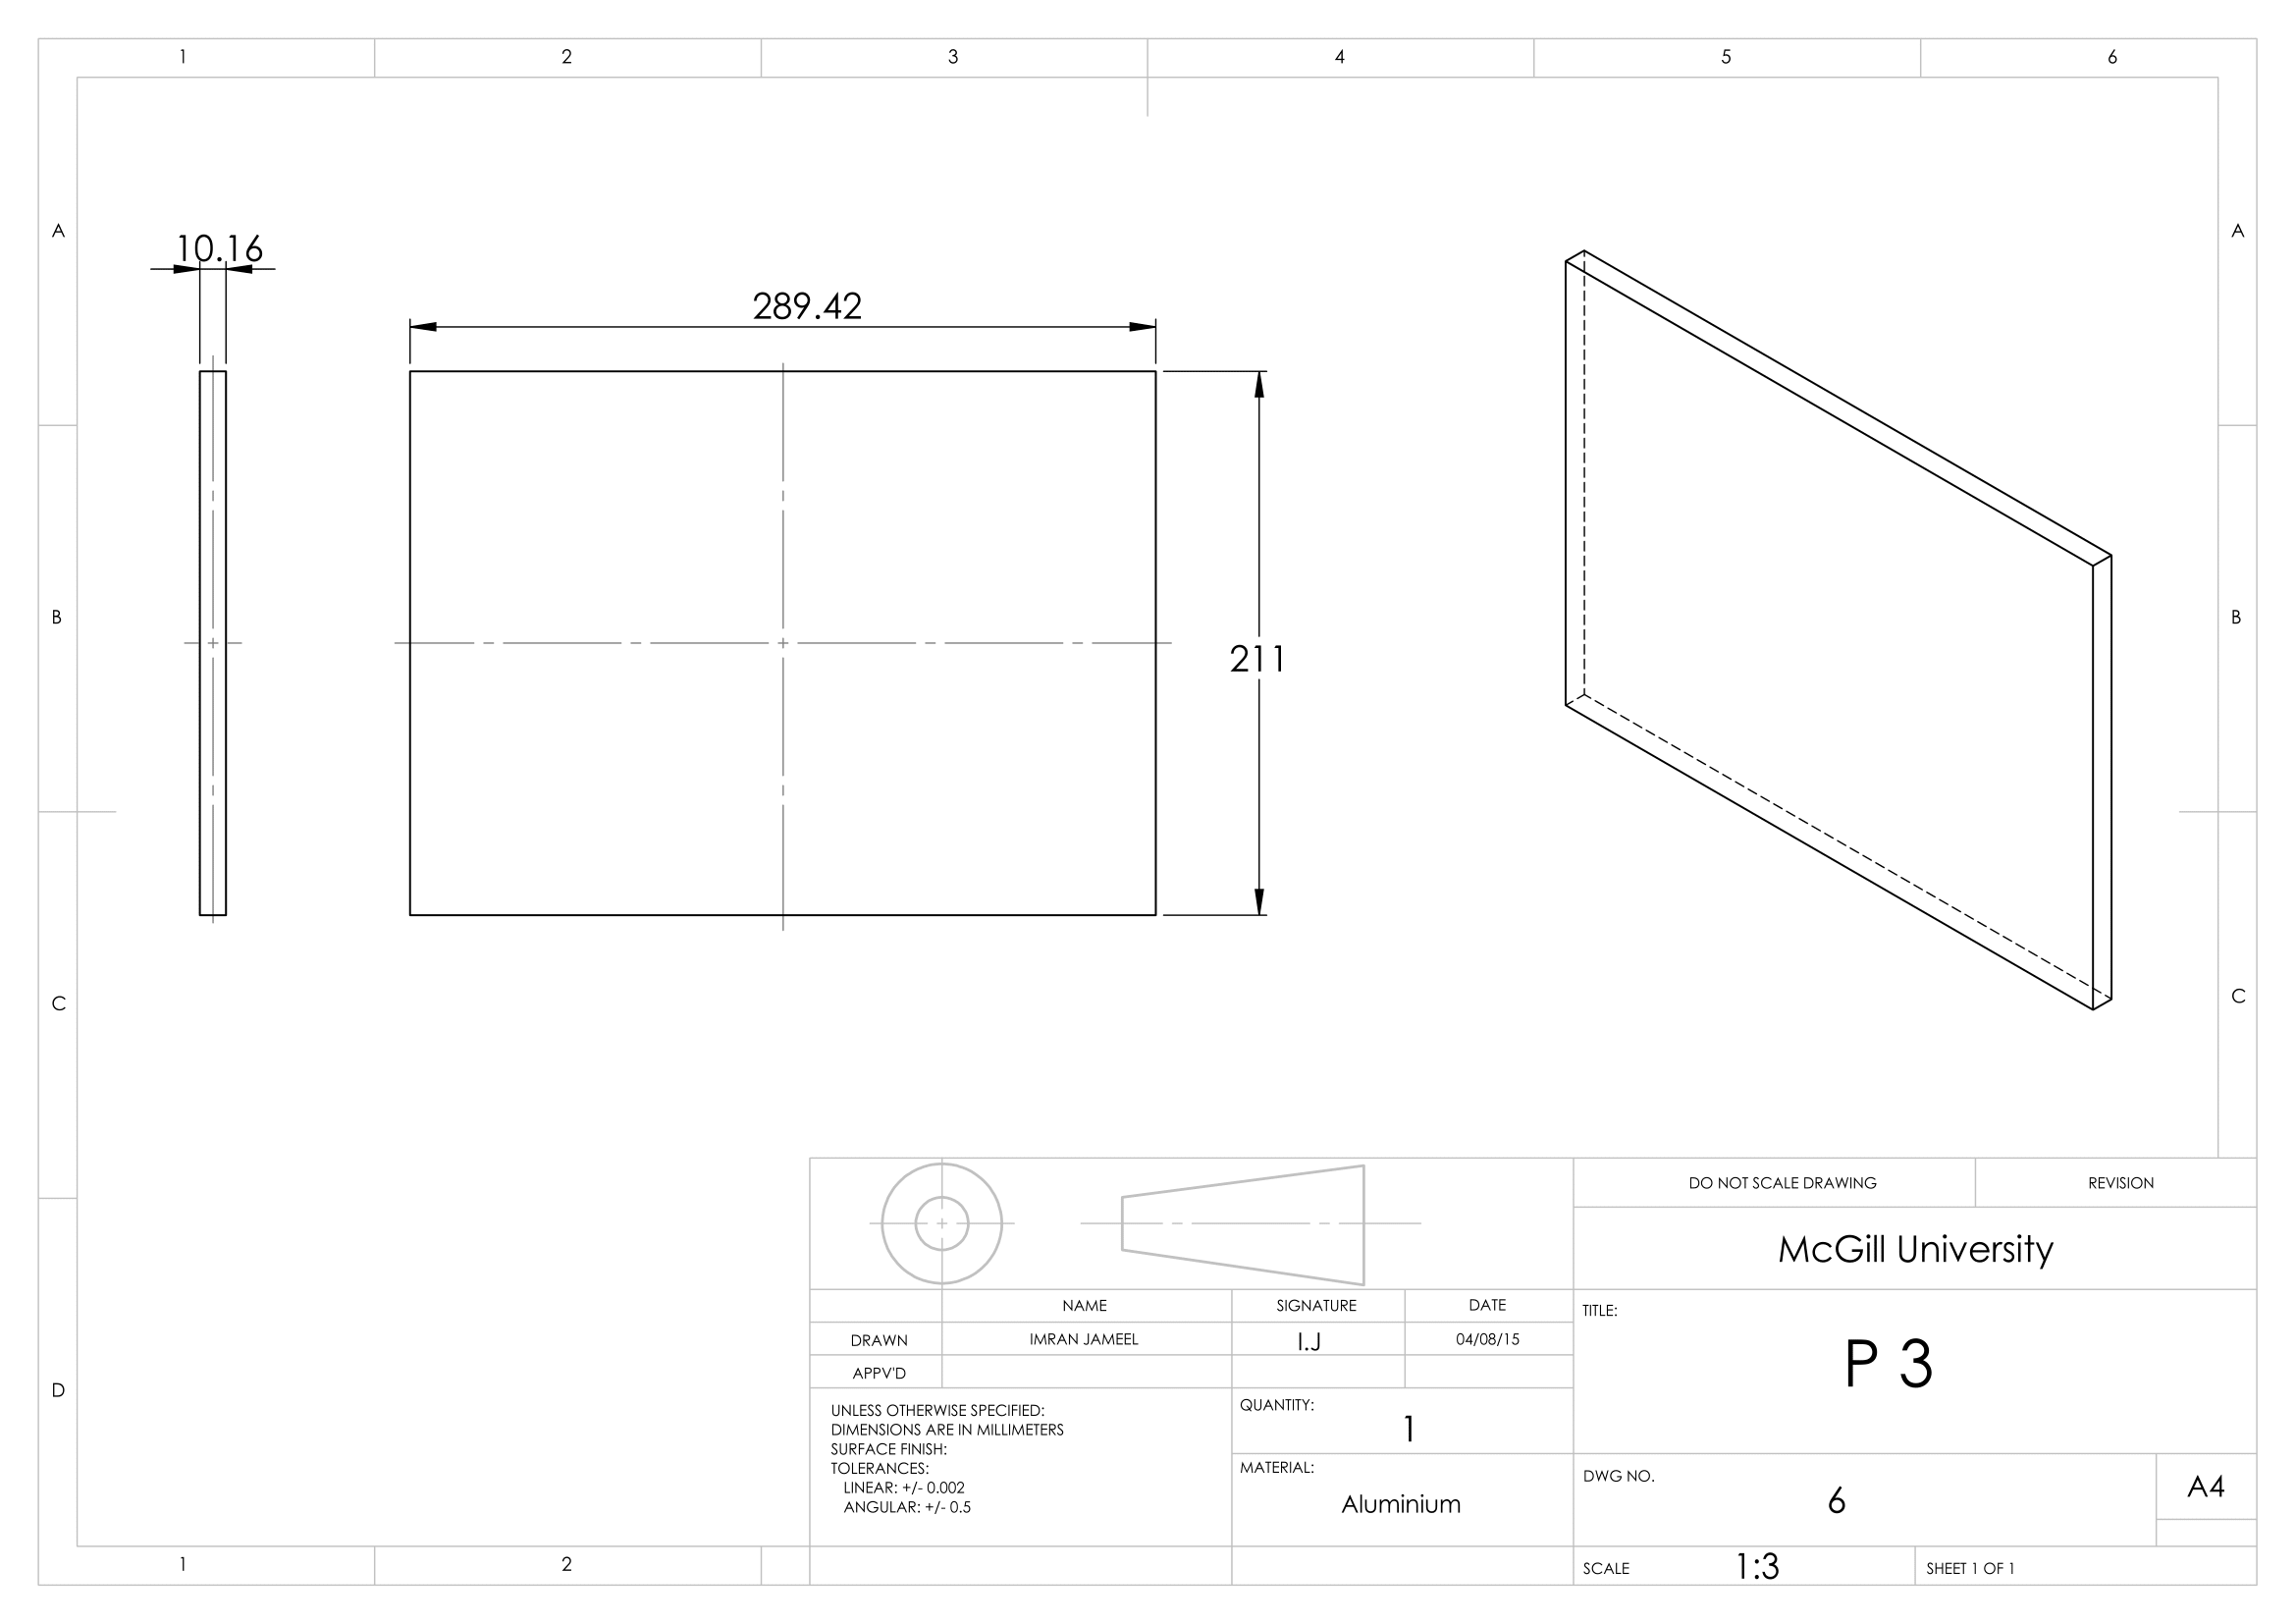 1 2 3 4 5 6
A A
10.16
289.42
B B
211
C C
DO NOT SCALE DRAWING REVISION
McGill University
NAME SIGNATURE DATE
TITLE:
DRAWN IMRAN JAMEEL I.J 04/08/15
P 3
APPV'D
D
UNLESS OTHERWISE SPECIFIED:
DIMENSIONS ARE IN MILLIMETERS
SURFACE FINISH:
TOLERANCES:
LINEAR: +/- 0.002
ANGULAR: +/- 0.5
QUANTITY:
1
MATERIAL:
Aluminium
DWG NO.
6
A4
1 2
SCALE 1:3 SHEET 1 OF 1